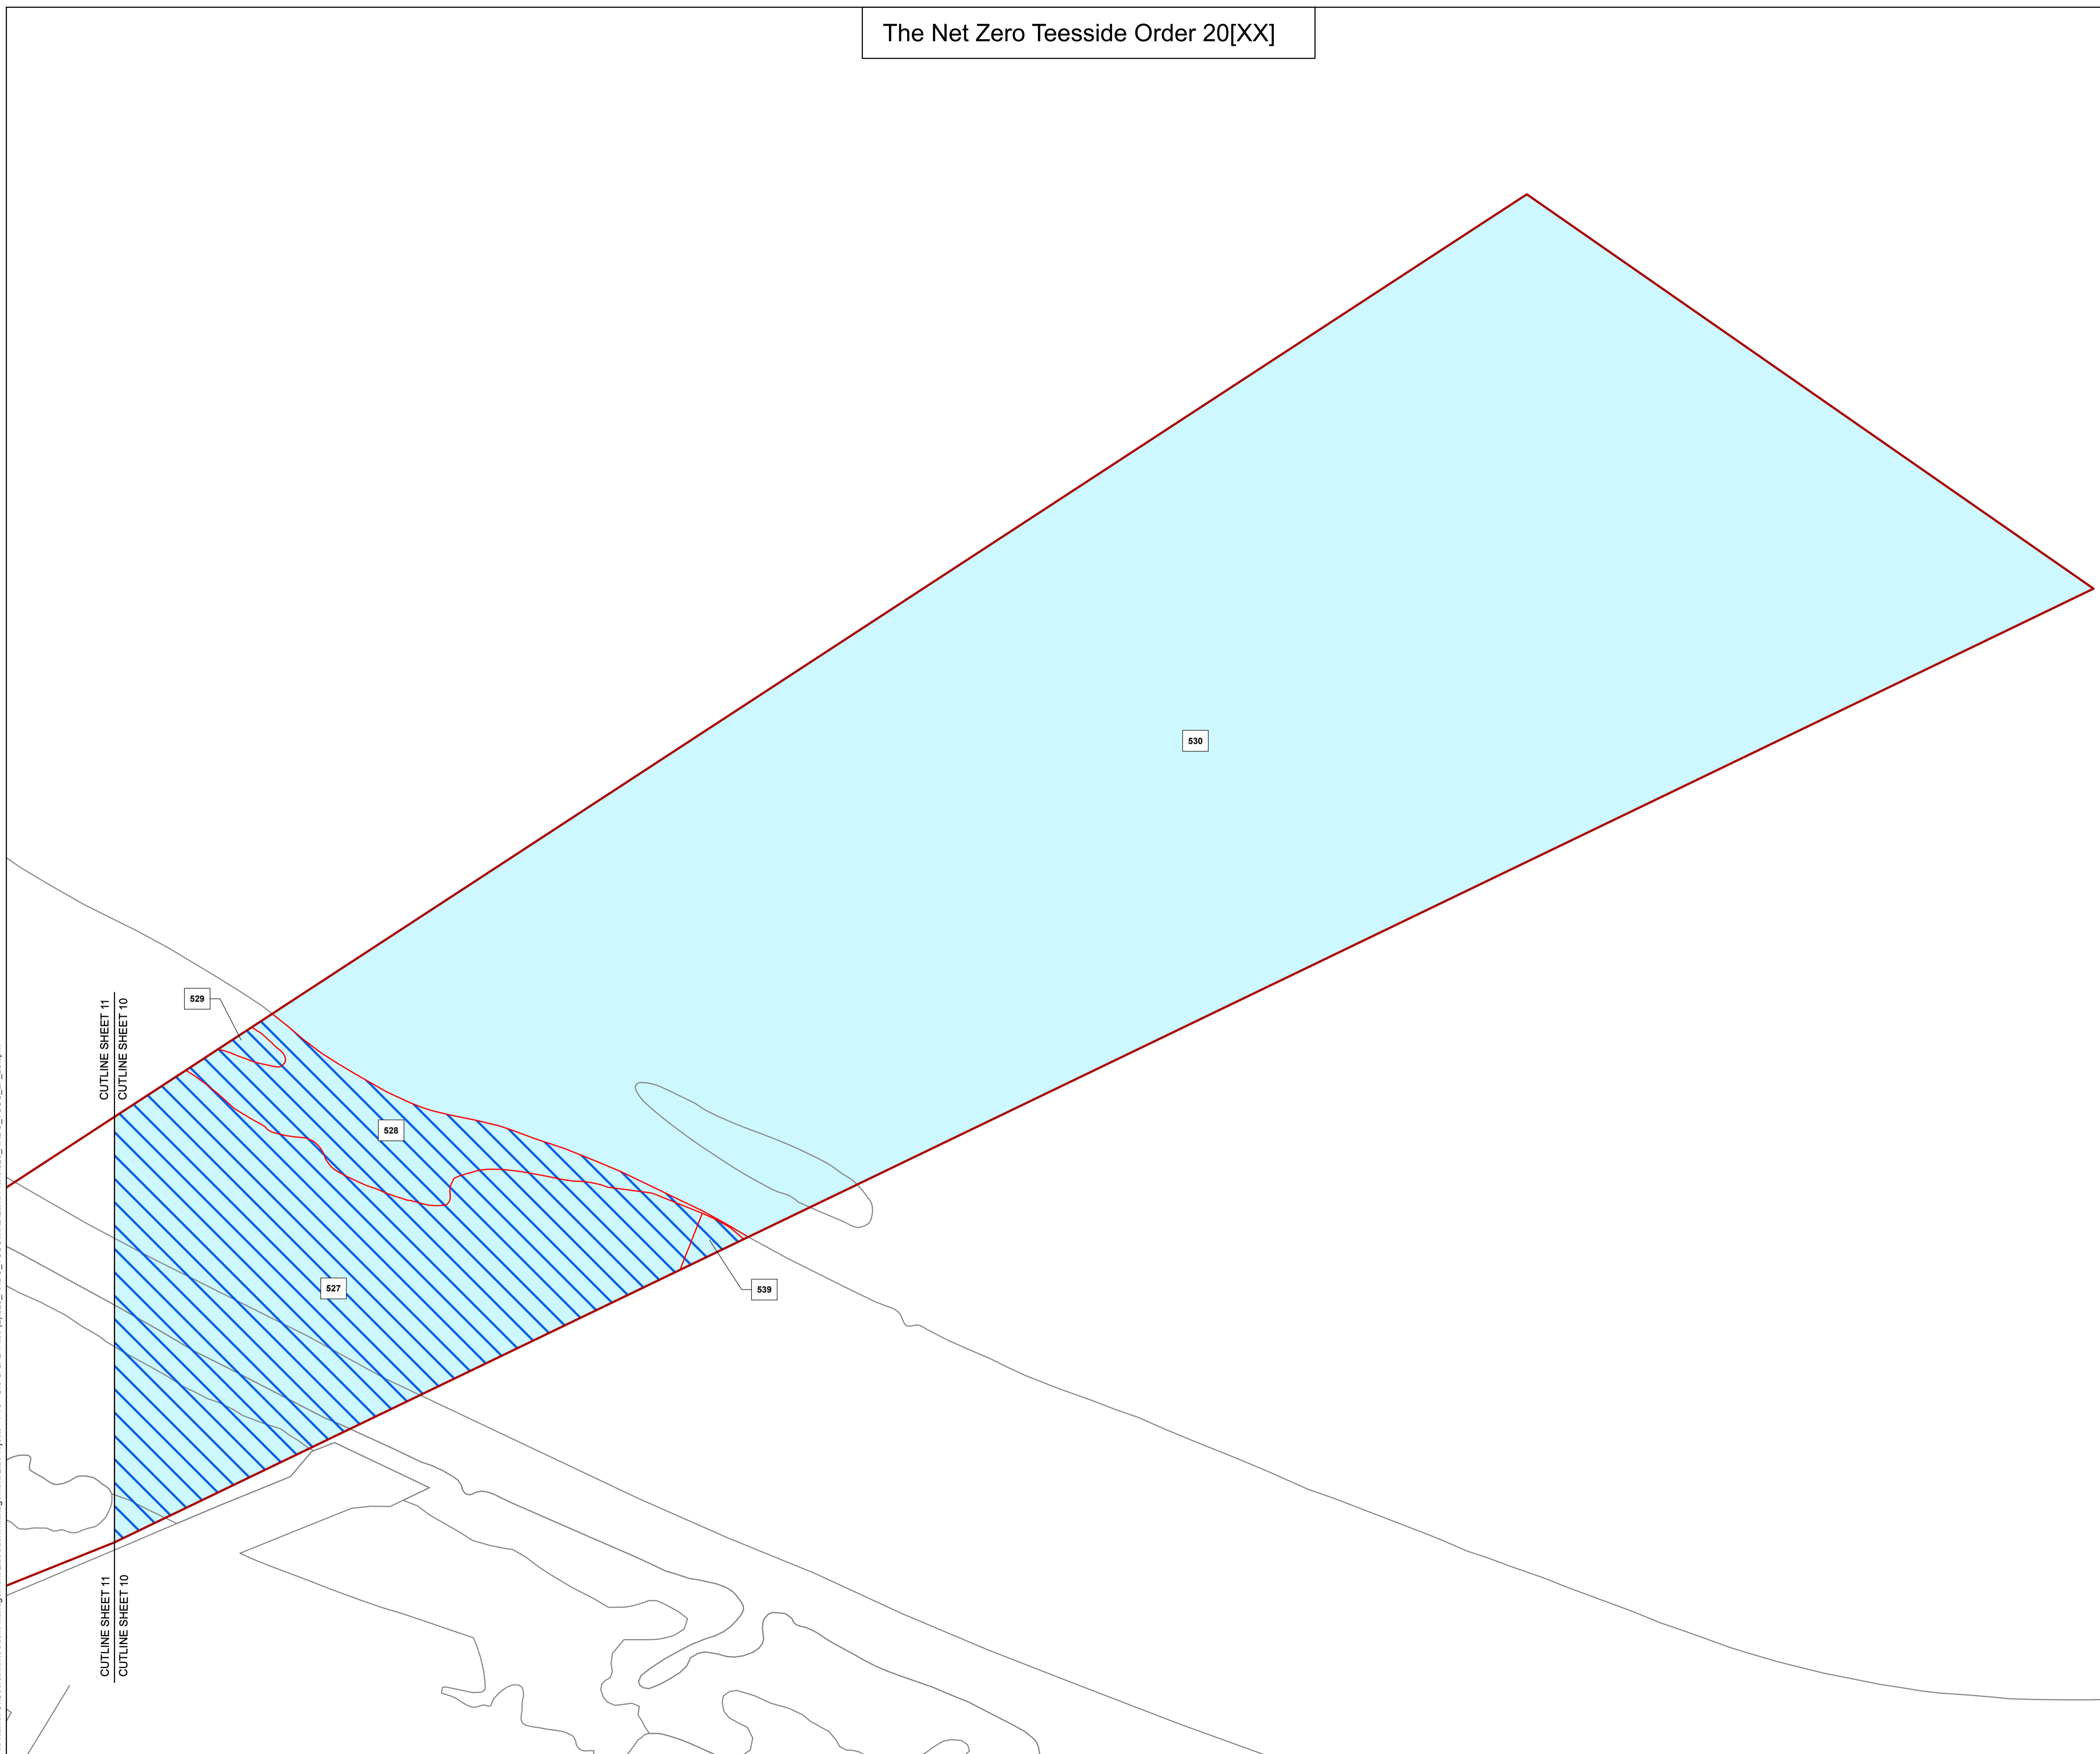 The Net Zero Teesside Order 20[XX]
530
529
CUTLINE SHEET 11
CUTLINE SHEET 10
528
527
539
CUTLINE SHEET 11
CUTLINE SHEET 10